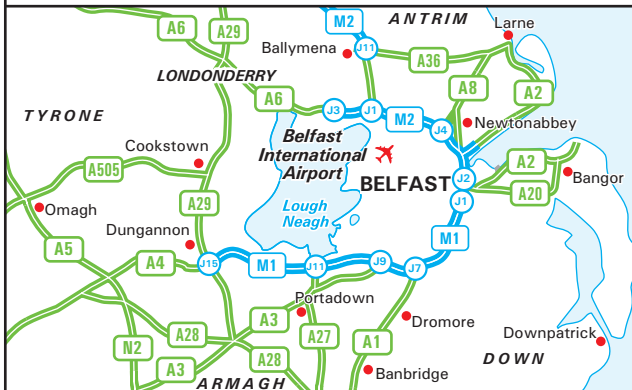 ANTRIM
Larne
A6
A29
M2
Ballymena
J11
A36
LONDONDERRY
A8
A2
TYRONE
A6
J3
J1
M2
J4
Newtonabbey
Belfast
International
Airport
Cookstown
A505
BELFAST
J2
A2
Bangor
A20
J1
Omagh
A29
Lough
Neagh
Dungannon
M1
A5
A4
J15
M1
J11
J9
J7
Portadown
A3
A27
Dromore
N2
A28
A1
Downpatrick
A3
A28
Banbridge
DOWN
ARMAGH